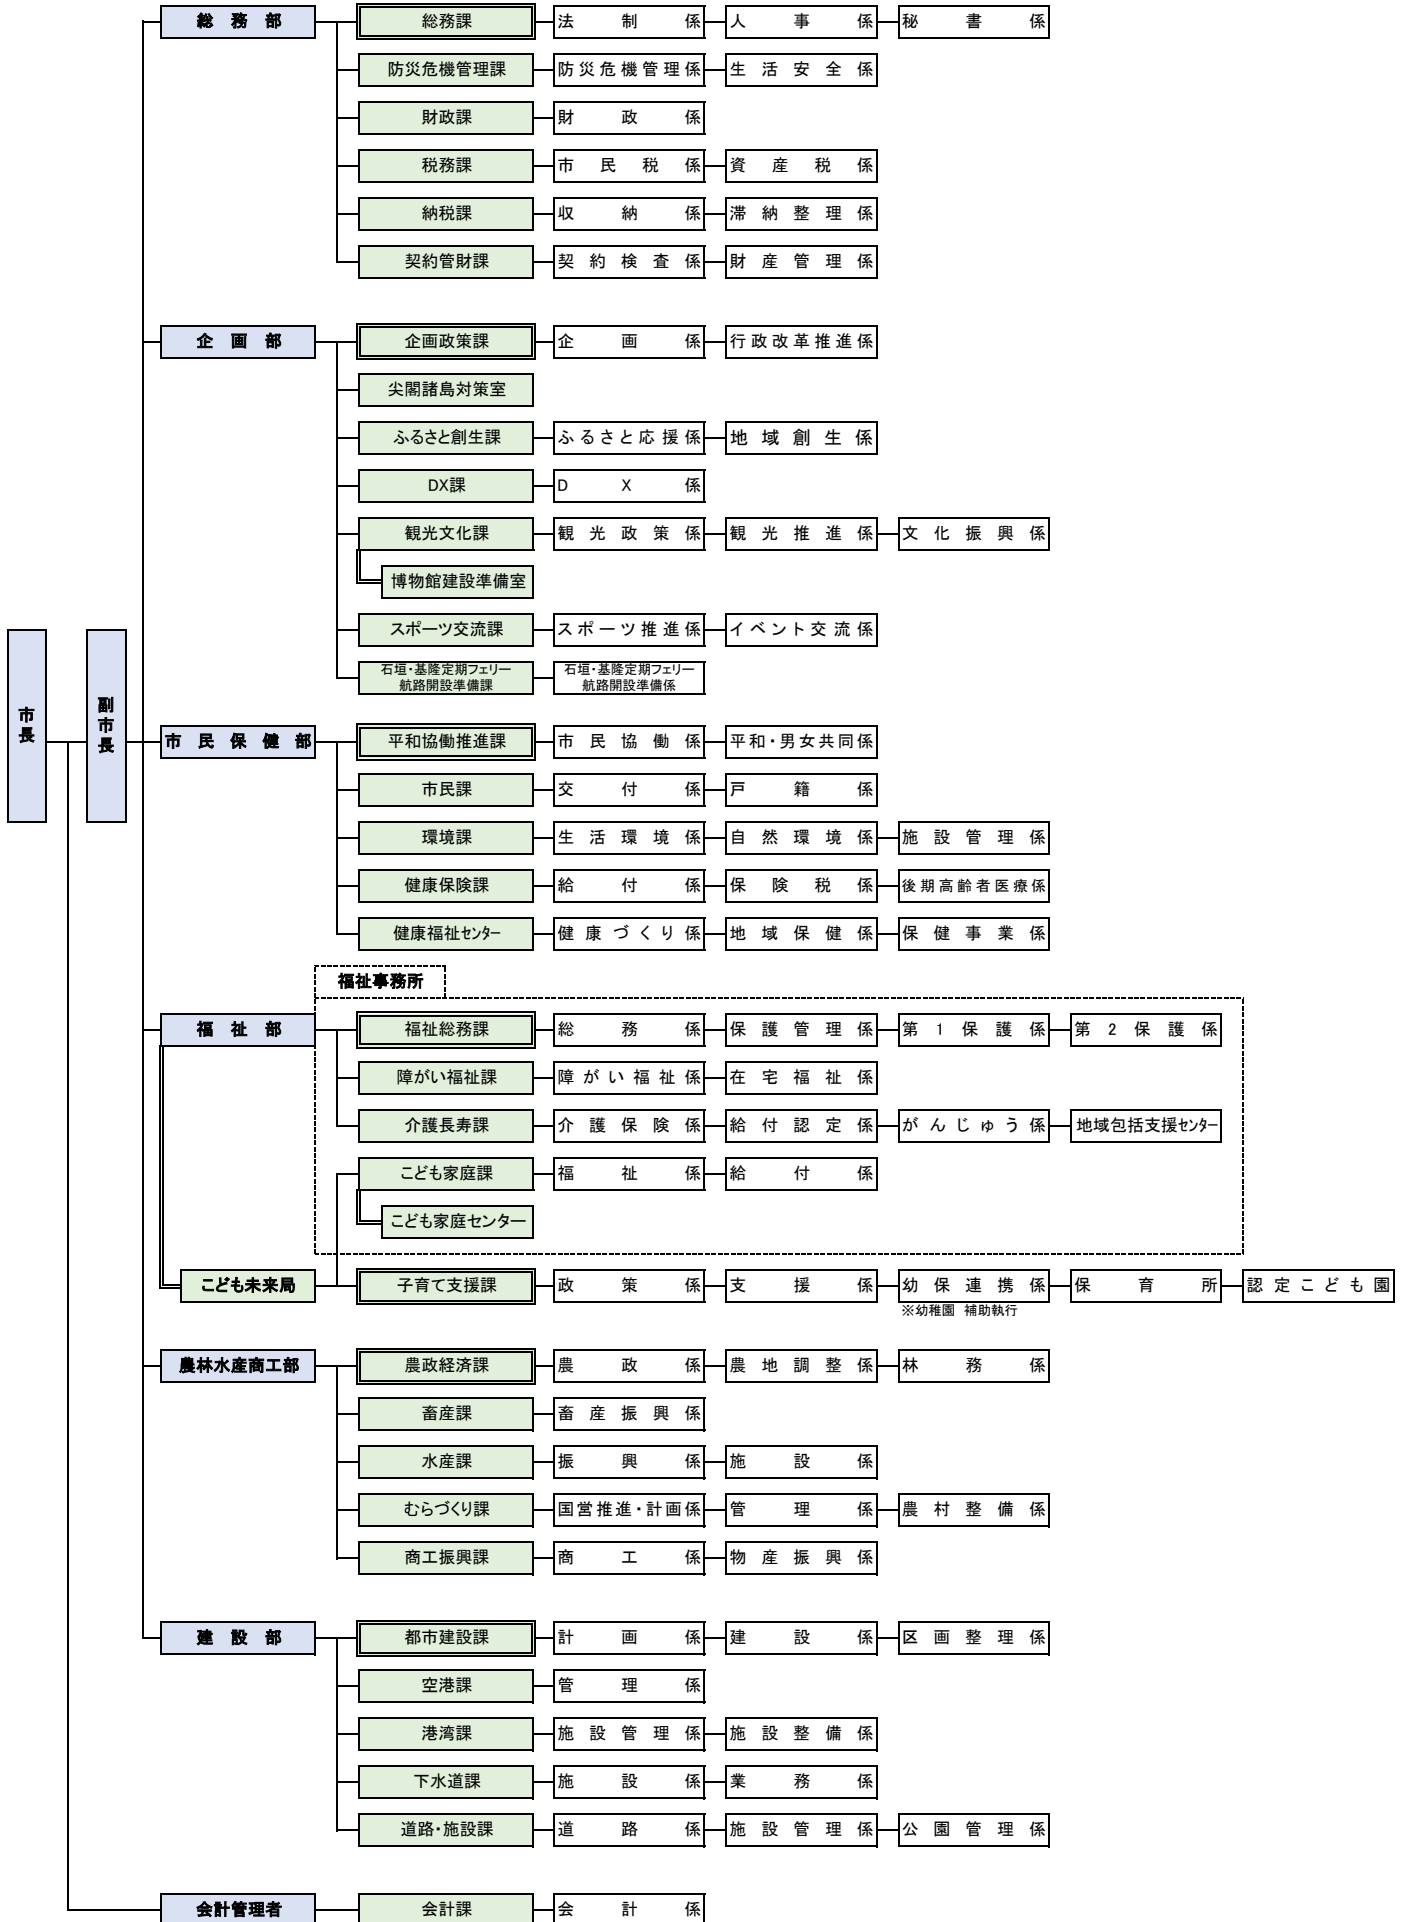 総務部 総務課 法制係 人事係 秘書係
防災危機管理課 防災危機管理係 生活安全係
財政課 財政係
税務課 市民税係 資産税係
納税課 収納係 滞納整理係
契約管財課 契約検査係 財産管理係
企画部 企画政策課 企画係 行政改革推進係
尖閣諸島対策室
ふるさと創生課 ふるさと応援係 地域創生係
DX課 DX係
観光文化課 観光政策係 観光推進係 文化振興係
博物館建設準備室
スポーツ交流課 スポーツ推進係 イベント交流係
石垣・基隆定期フェリー 石垣・基隆定期フェリー
航路開設準備課 航路開設準備係
市長 副市長
市民保健部 平和協働推進課 市民協働係 平和・男女共同係
市民課 交付係 戸籍係
環境課 生活環境係 自然環境係 施設管理係
健康保険課 給付係 保険税係 後期高齢者医療係
健康福祉センター 健康づくり係 地域保健係 保健事業係
福祉事務所
福祉部 福祉総務課 総務係 保護管理係 第1保護係 第2保護係
障がい福祉課 障がい福祉係 在宅福祉係
介護長寿課 介護保険係 給付認定係 がんじゅう係 地域包括支援センター
こども家庭課 福祉係 給付係
こども家庭センター
こども未来局 子育て支援課 政策係 支援係 幼保連携係 保育所 認定こども園
※幼稚園 補助執行
農林水産商工部 農政経済課 農政係 農地調整係 林務係
畜産課 畜産振興係
水産課 振興係 施設係
むらづくり課 国営推進・計画係 管理係 農村整備係
商工振興課 商工係 物産振興係
建設部 都市建設課 計画係 建設係 区画整理係
空港課 管理係
港湾課 施設管理係 施設整備係
下水道課 施設係 業務係
道路・施設課 道路係 施設管理係 公園管理係
会計管理者 会計課 会計係